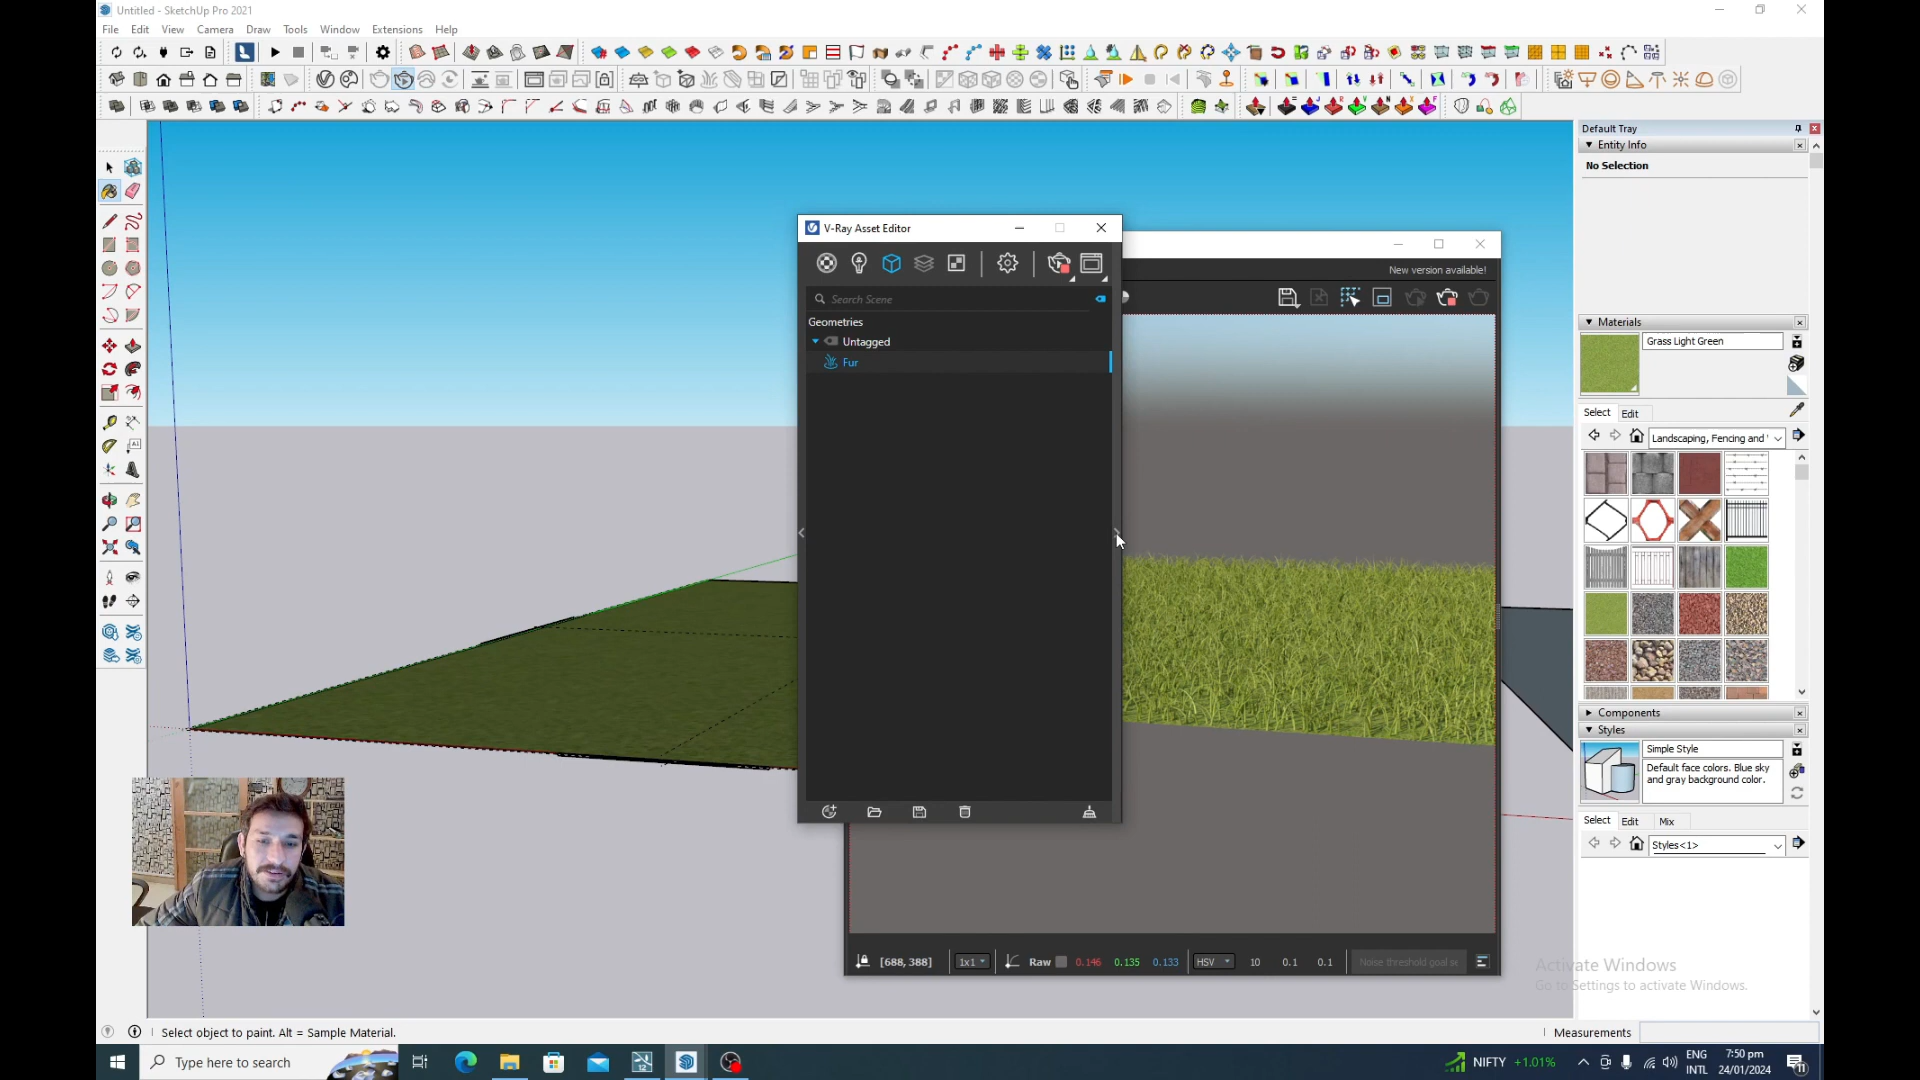 Untitled - SketchUp Pro 2021
File Edit View Camera Draw Tools Window Extensions Help
Default Tray
Entity Info
No Selection
V-Ray Asset Editor
New version available!
Search Scene
Geometries
Untagged
Fur
Materials
Grass Light Green
Select Edit
Landscaping, Fencing and
Components
Styles
Simple Style
Default face colors. Blue sky
and gray background color.
Select Edit Mix
Styles<1>
[688, 388] 1x1 Raw 0.146 0.135 0.133 HSV 10 0.1 0.1 Noise threshold goal
Activate Windows
Go to Settings to activate Windows.
Select object to paint. Alt = Sample Material.
Measurements
Type here to search
12
NIFTY +1.01%
ENG
INTL
7:50 pm
24/01/2024
11